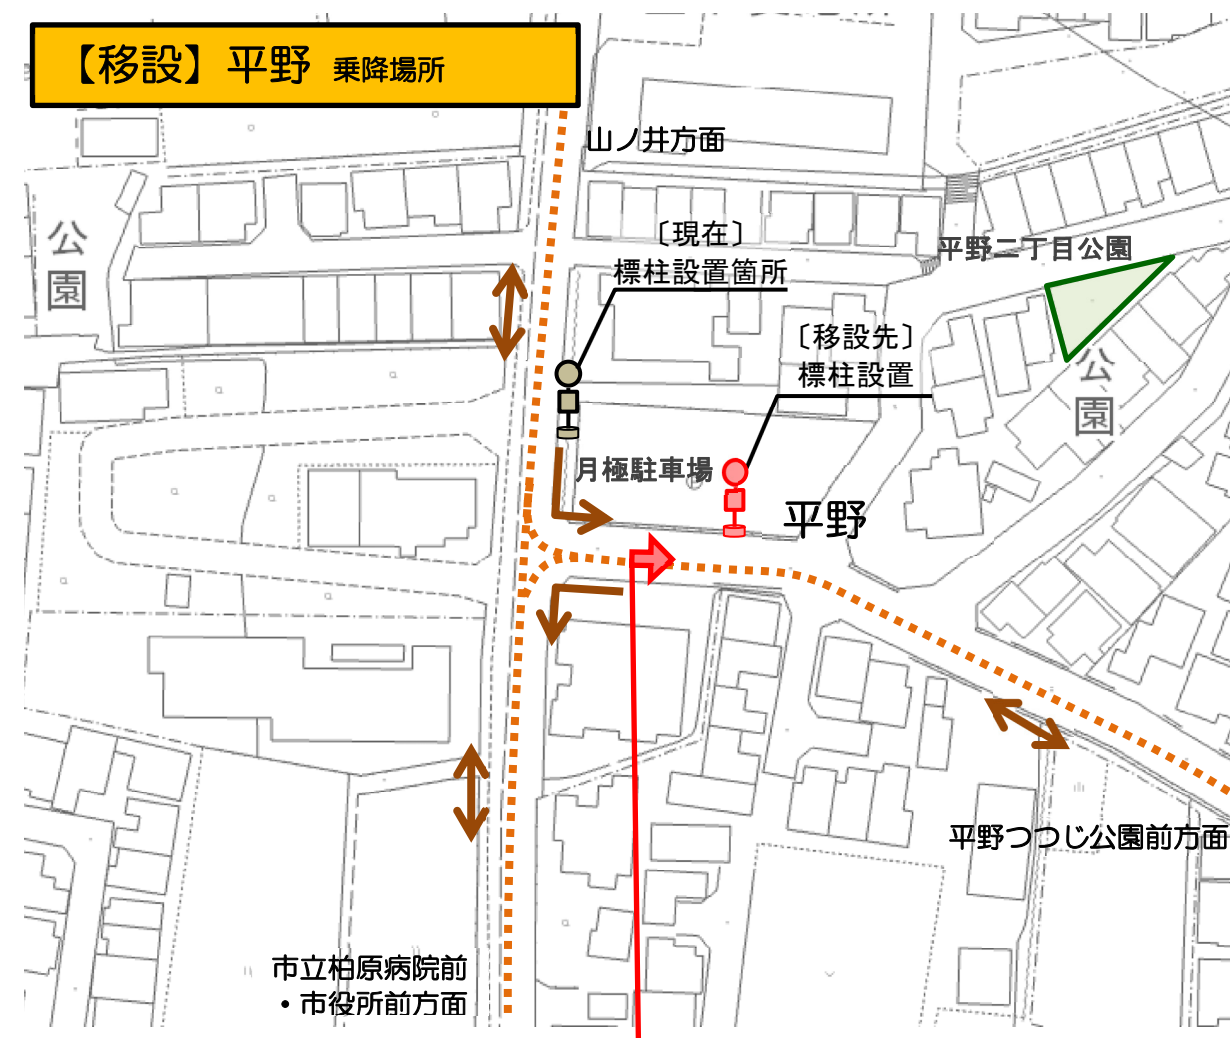 【移設】平野 乗降場所
山ノ井方面
公園
〔現在〕
標柱設置箇所
平野二丁目公園
〔移設先〕
標柱設置
公園
月極駐車場
平野
平野つつじ公園前方面
市立柏原病院前
・市役所前方面